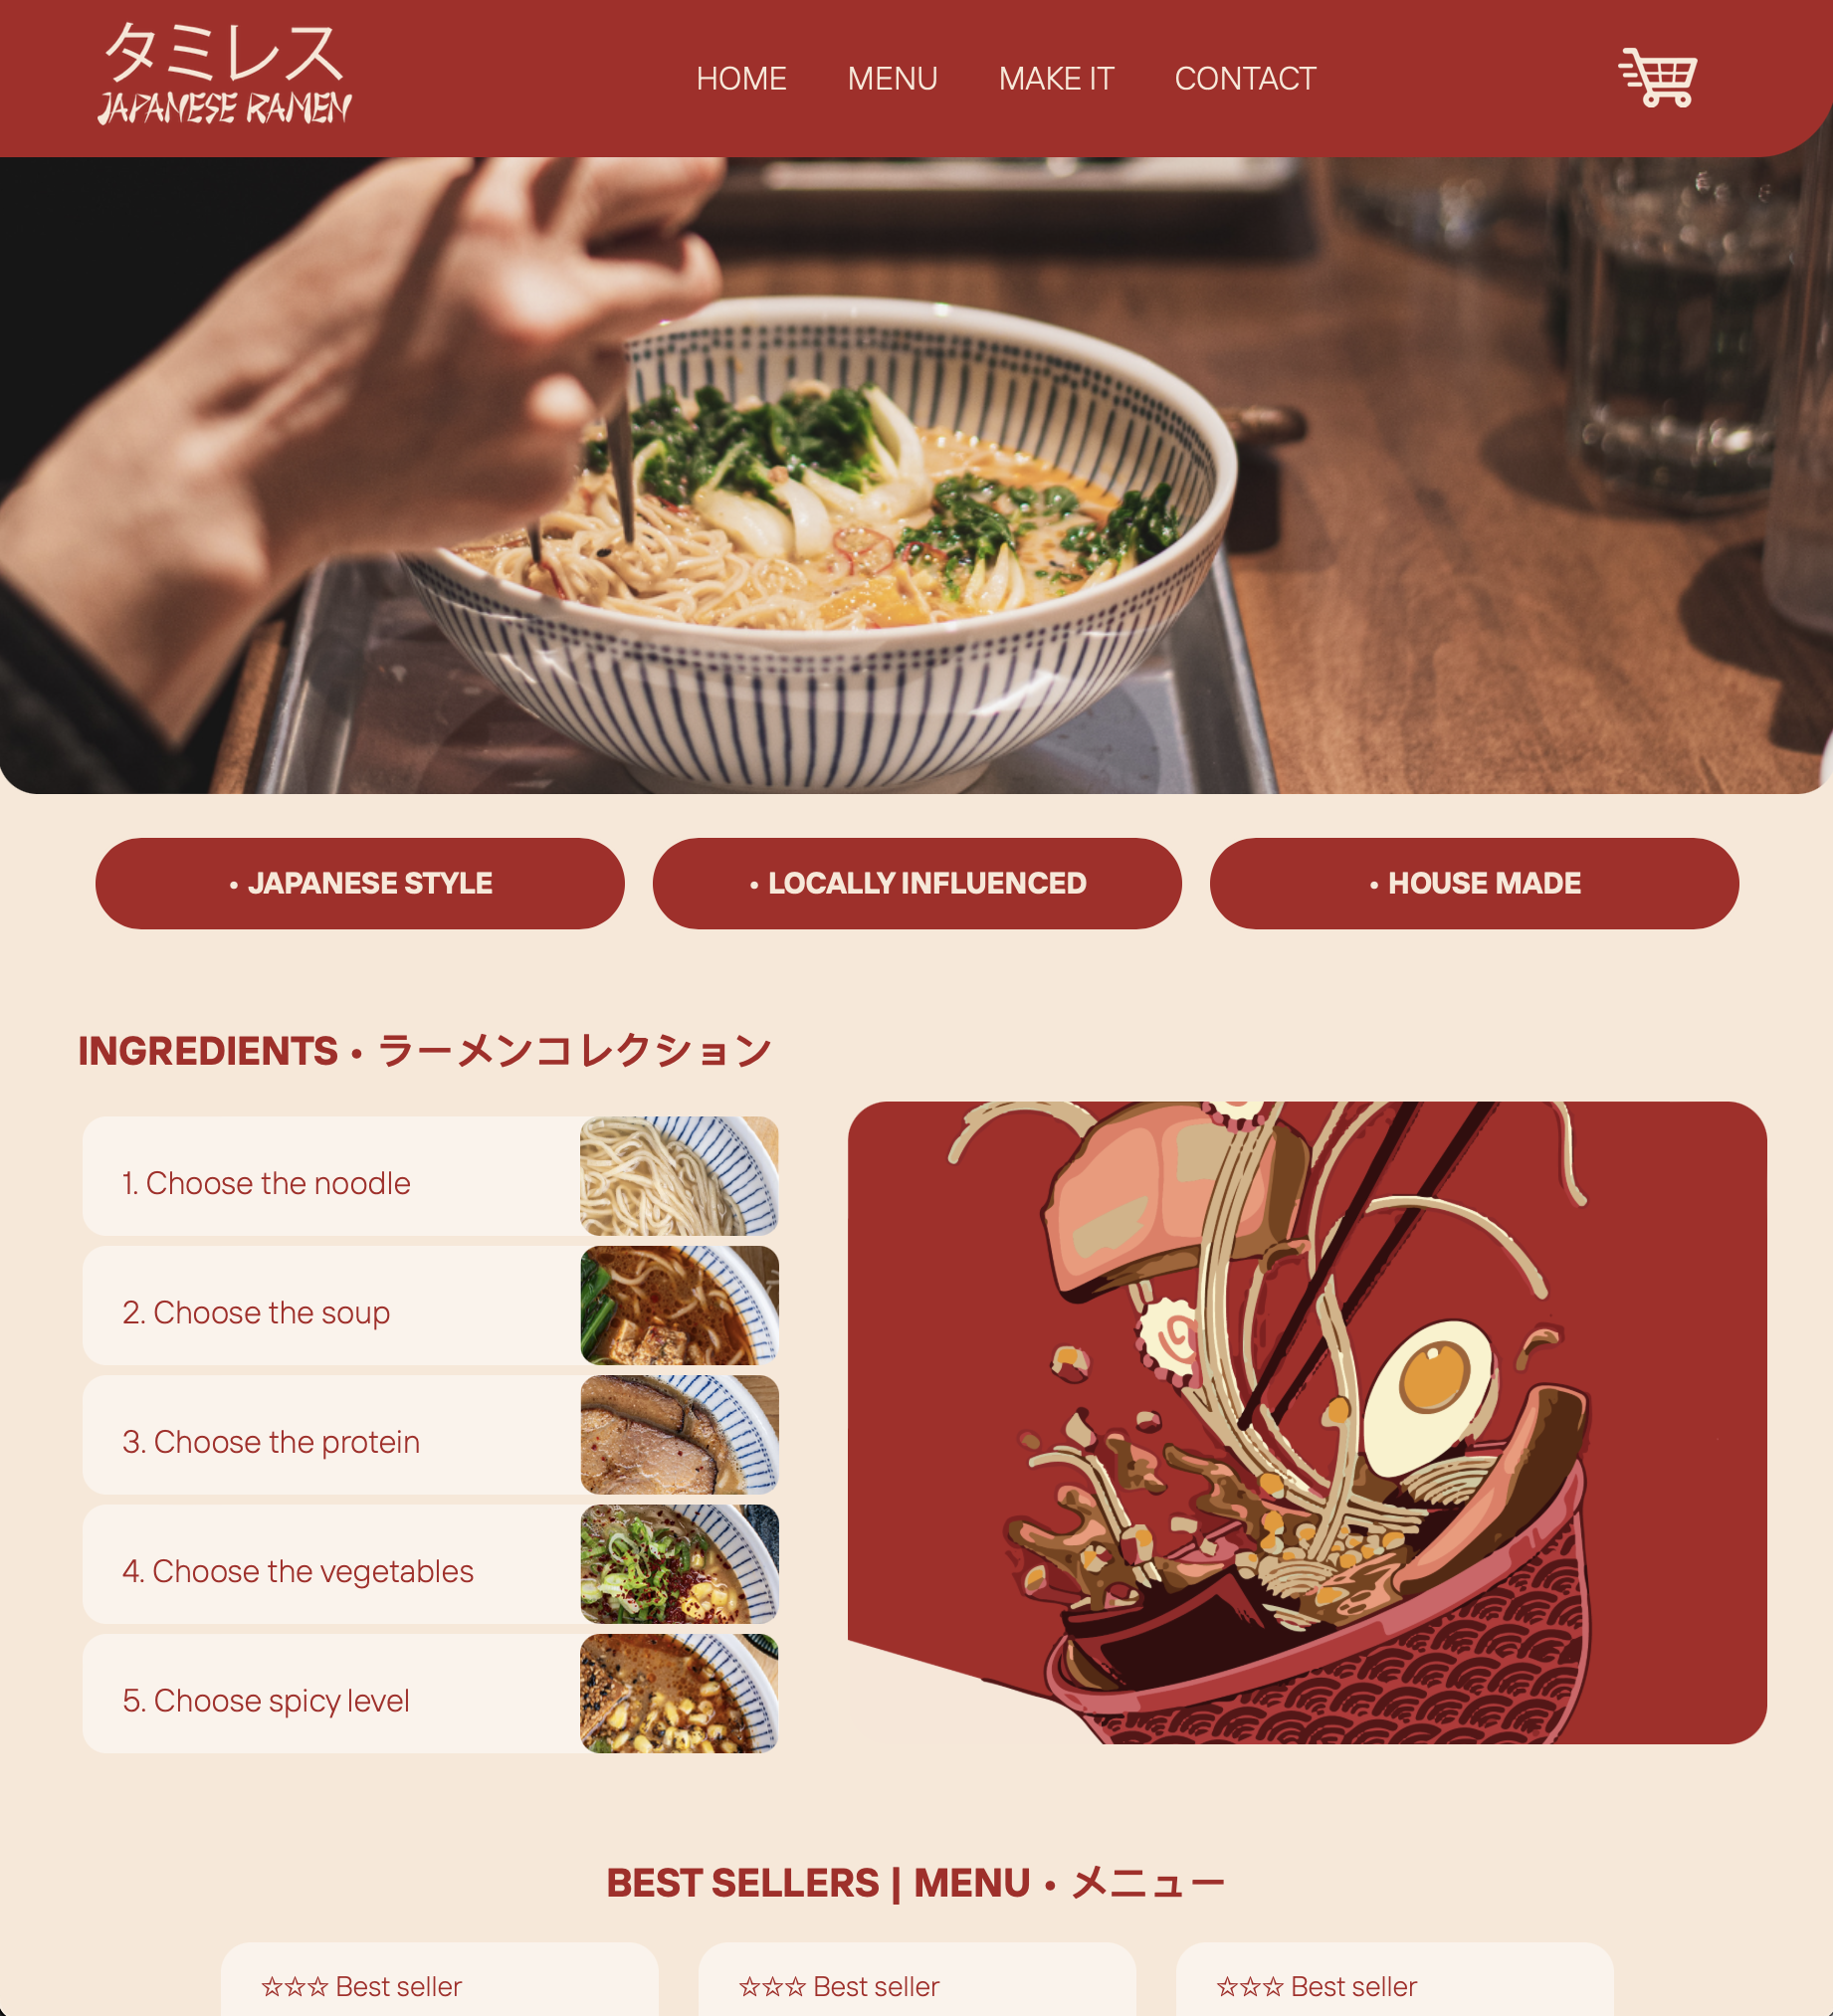 タミレス
JAPANESE RAMEN
HOME MENU MAKE IT CONTACT
• JAPANESE STYLE • LOCALLY INFLUENCED • HOUSE MADE
INGREDIENTS • ラーメンコレクション
1. Choose the noodle
2. Choose the soup
3. Choose the protein
4. Choose the vegetables
5. Choose spicy level
BEST SELLERS | MENU • メニュー
☆☆☆ Best seller ☆☆☆ Best seller ☆☆☆ Best seller